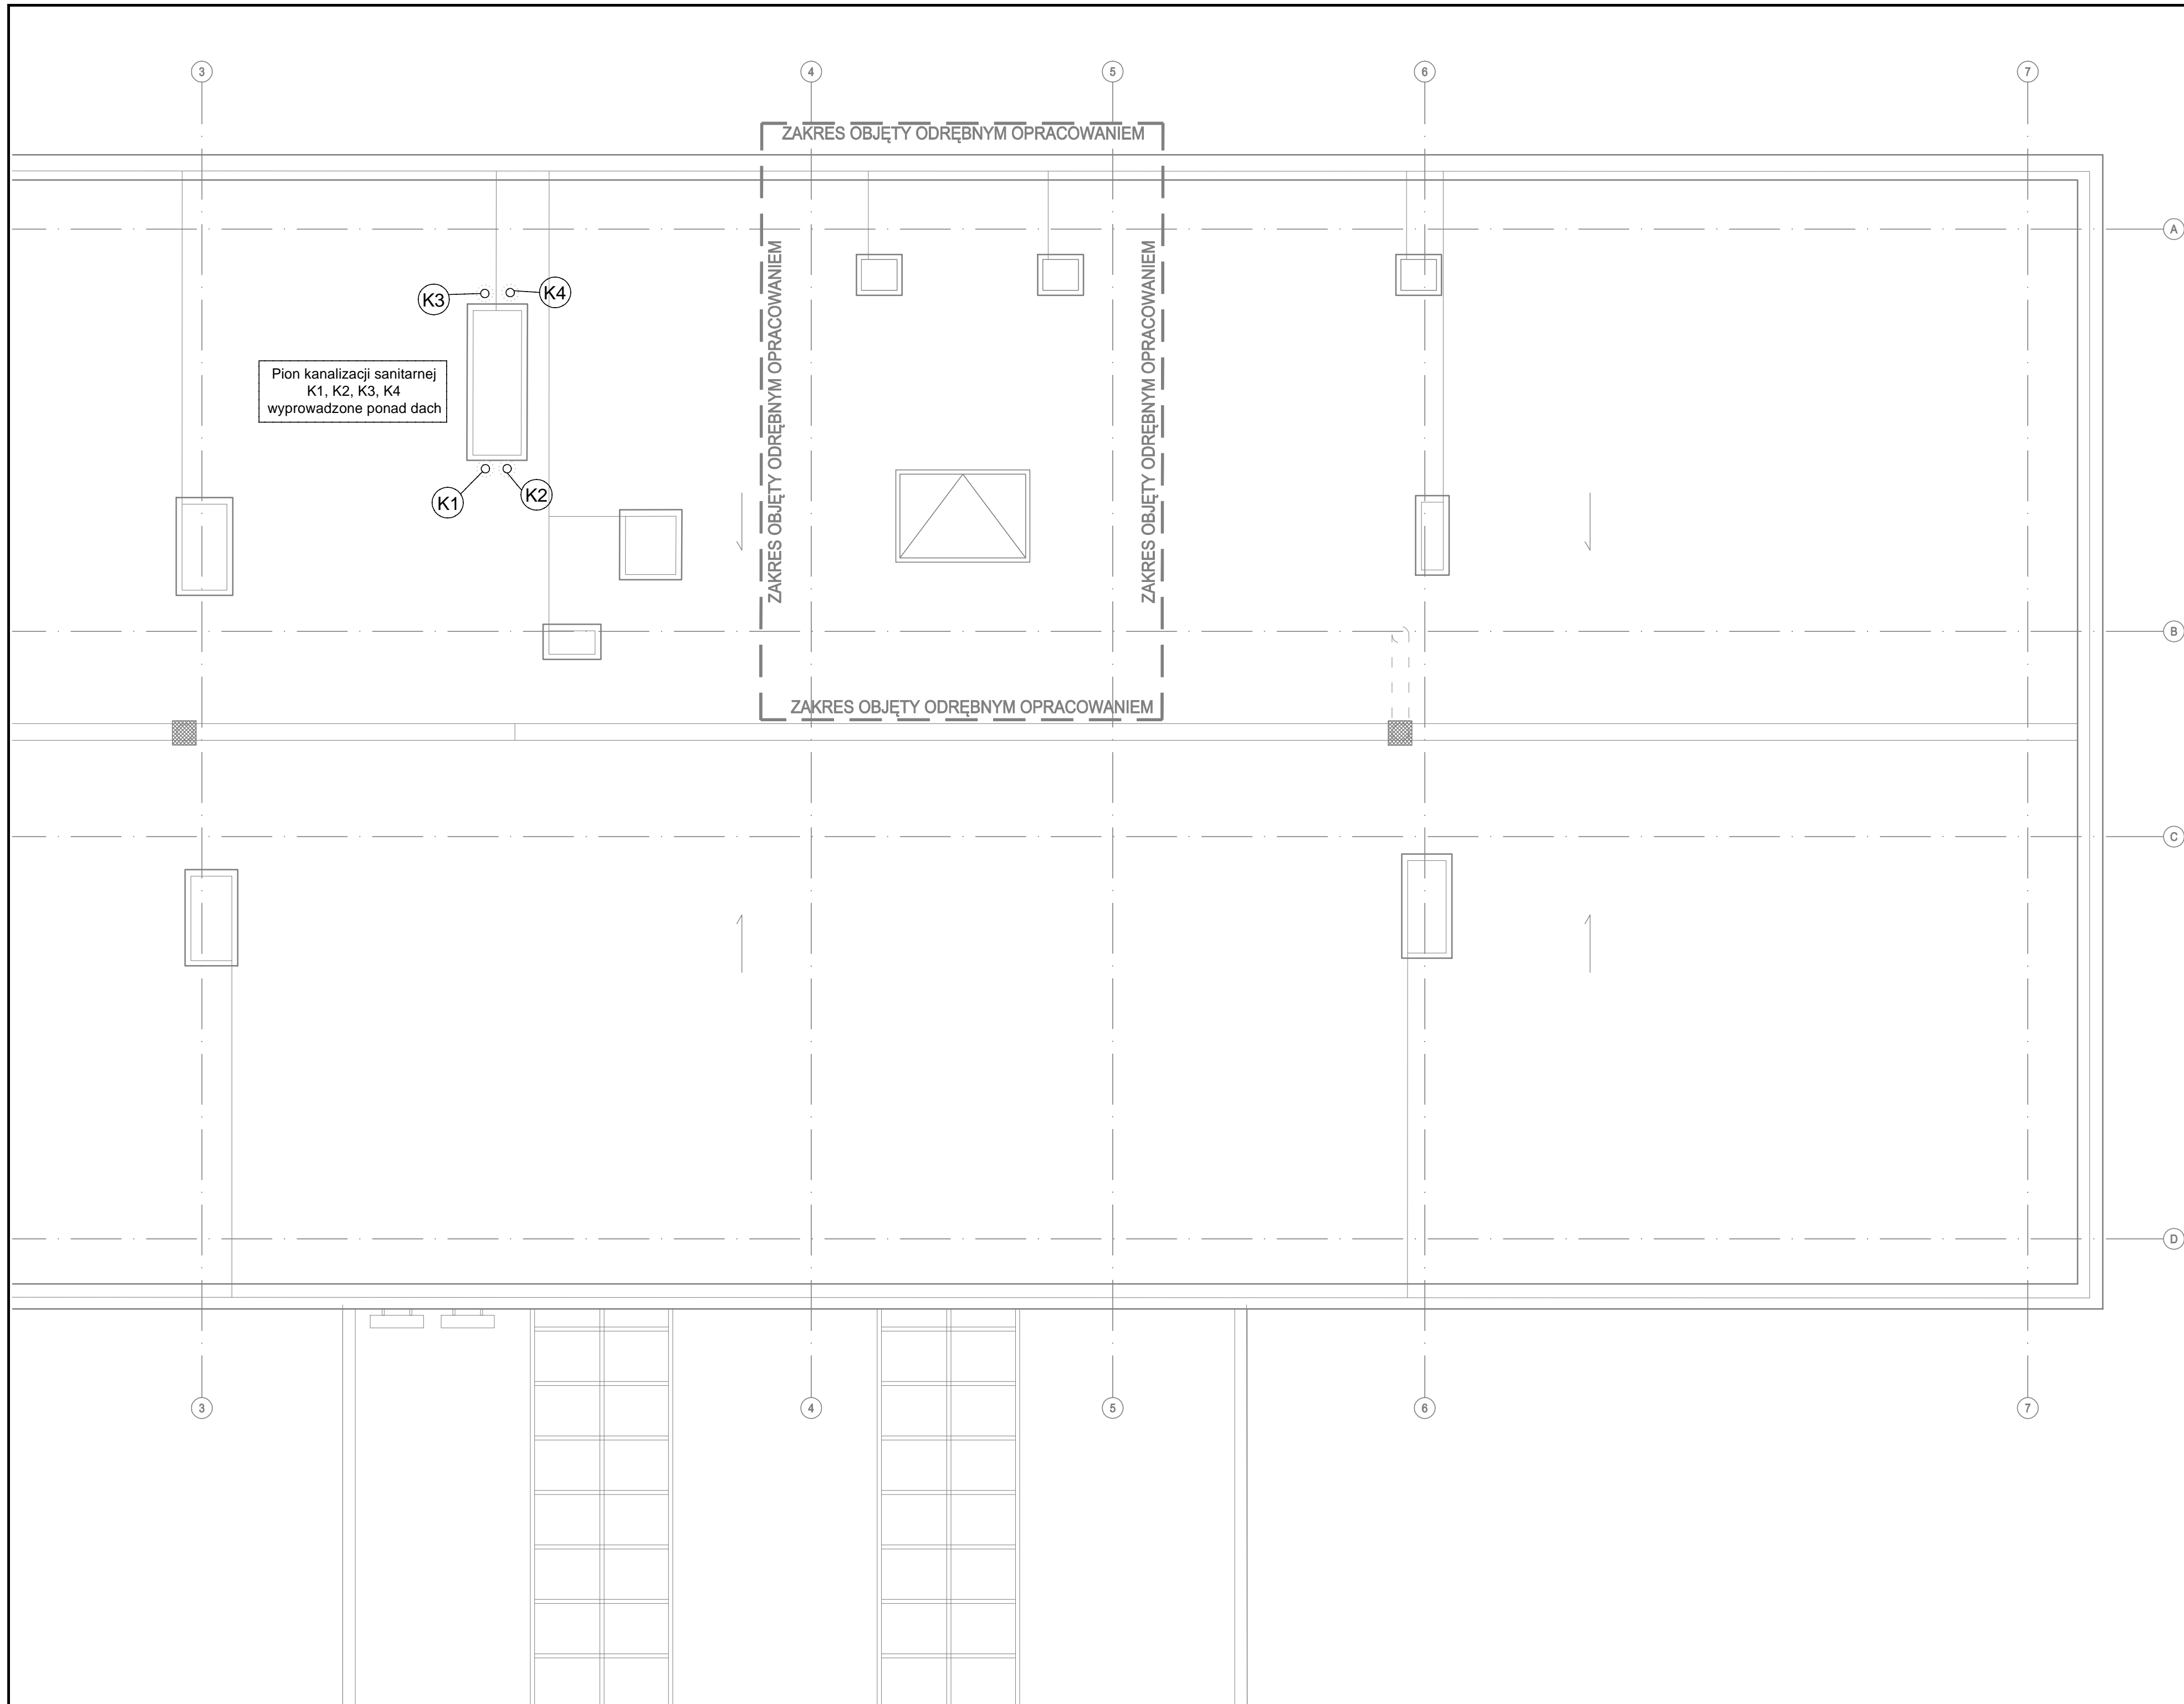 3
4
5
6
7
ZAKRES OBJĘTY ODRĘBNYM OPRACOWANIEM
A
ZAKRES OBJĘTY ODRĘBNYM OPRACOWANIEM
ZAKRES OBJĘTY ODRĘBNYM OPRACOWANIEM
K3
K4
Pion kanalizacji sanitarnej
K1, K2, K3, K4
wyprowadzone ponad dach
K1
K2
B
ZAKRES OBJĘTY ODRĘBNYM OPRACOWANIEM
C
D
3
4
5
6
7